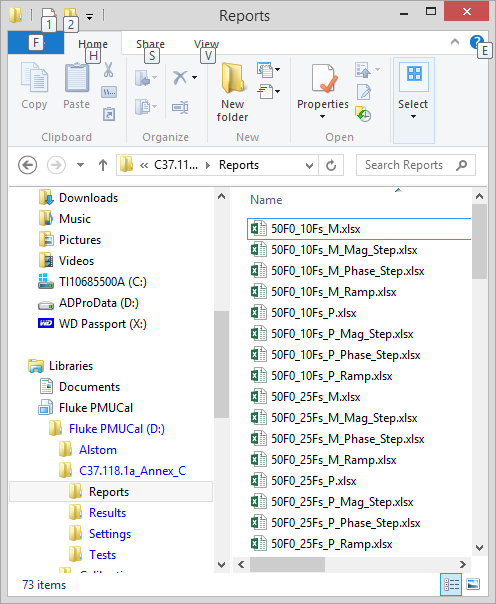 Reports
1 2
F Home Share View
H S V E
Copy Paste New folder Properties Select
Clipboard Organize New Open
« C37.11... Reports Search Reports
Downloads
Music
Pictures
Videos
TI10685500A (C:)
ADProData (D:)
WD WD Passport (X:)
Libraries
Documents
Fluke PMUCal
Fluke PMUCal (D:)
Alstom
C37.118.1a_Annex_C
Reports
Results
Settings
Tests
Name
50F0_10Fs_M.xlsx
50F0_10Fs_M_Mag_Step.xlsx
50F0_10Fs_M_Phase_Step.xlsx
50F0_10Fs_M_Ramp.xlsx
50F0_10Fs_P.xlsx
50F0_10Fs_P_Mag_Step.xlsx
50F0_10Fs_P_Phase_Step.xlsx
50F0_10Fs_P_Ramp.xlsx
50F0_25Fs_M.xlsx
50F0_25Fs_M_Mag_Step.xlsx
50F0_25Fs_M_Phase_Step.xlsx
50F0_25Fs_M_Ramp.xlsx
50F0_25Fs_P.xlsx
50F0_25Fs_P_Mag_Step.xlsx
50F0_25Fs_P_Phase_Step.xlsx
50F0_25Fs_P_Ramp.xlsx
73 items